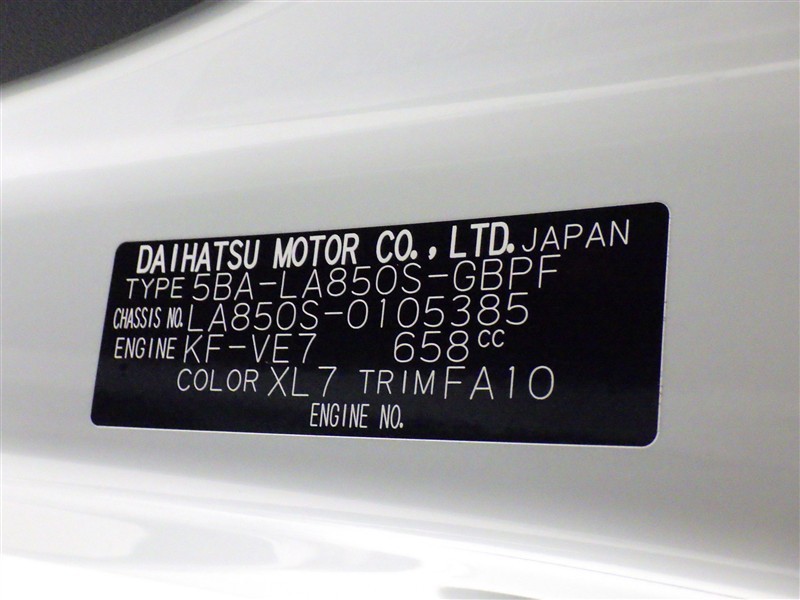 DAIHATSU MOTOR CO.,LTD. JAPAN
TYPE 5BA-LA850S-GBPF
CHASSIS NO. LA850S-0105385
ENGINE KF-VE7 658cc
COLOR XL7 TRIM FA10
ENGINE NO.